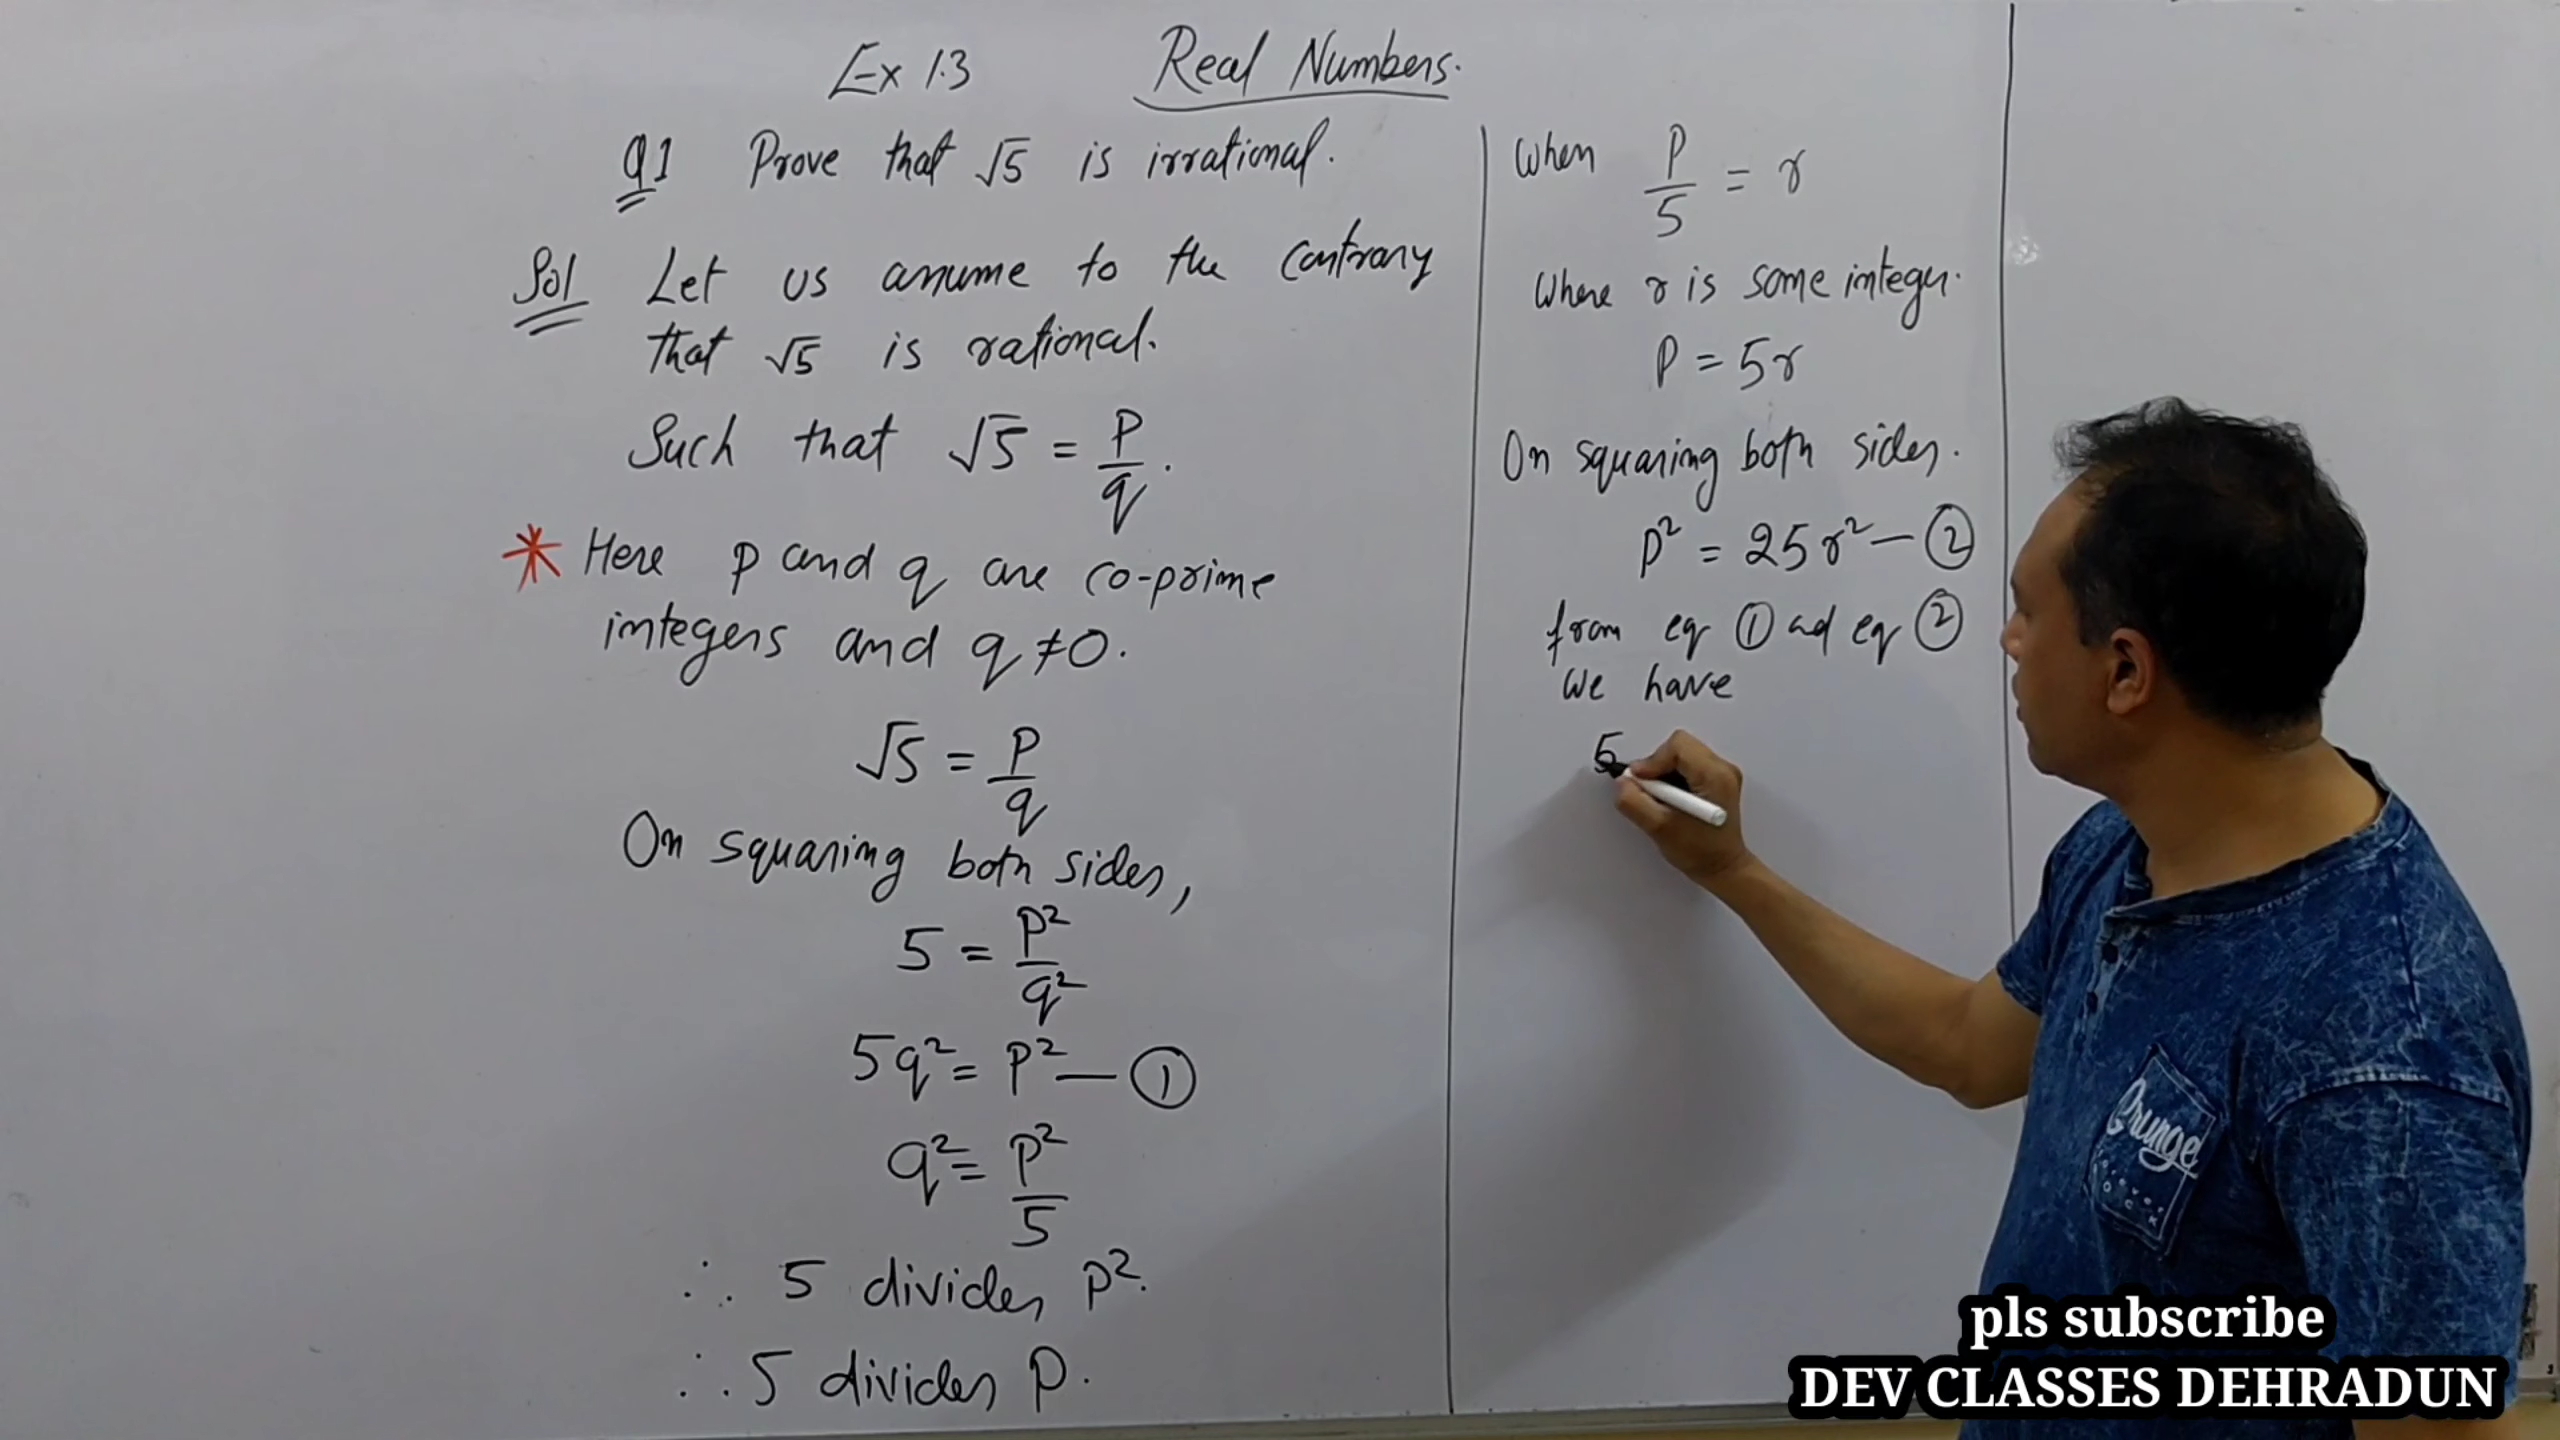 Ex 1.3 Real Numbers.
Q1 Prove that √5 is irrational.
Sol Let us assume to the contrary
that √5 is rational.
Such that √5 = p/q.
* Here p and q are co-prime
integers and q ≠ 0.
√5 = p/q
On squaring both sides,
5 = p²/q²
5q² = p² — ①
q² = p²/5
∴ 5 divides p².
∴ 5 divides p.
When p/5 = r
where r is some integer.
p = 5r
On squaring both sides.
p² = 25r² — ②
from eq ① ad eq ②
we have
5
Grunge
pls subscribe
DEV CLASSES DEHRADUN